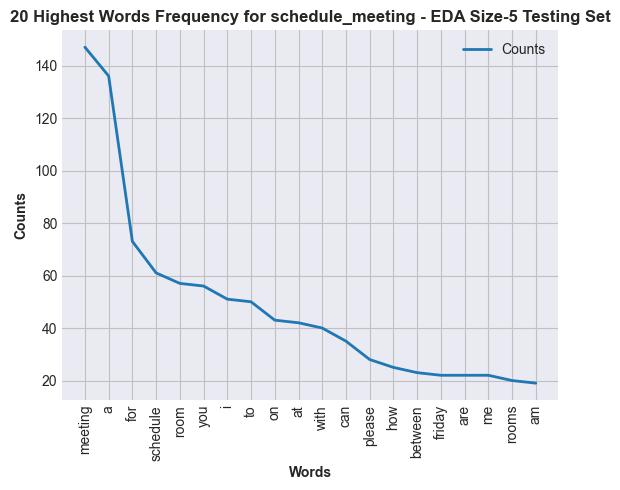 20 Highest Words Frequency for schedule_meeting - EDA Size-5 Testing Set
Counts
140
120
100
80
60
40
20
Counts
meeting
a
for
schedule
room
you
i
to
on
at
with
can
please
how
between
friday
are
me
rooms
am
Words